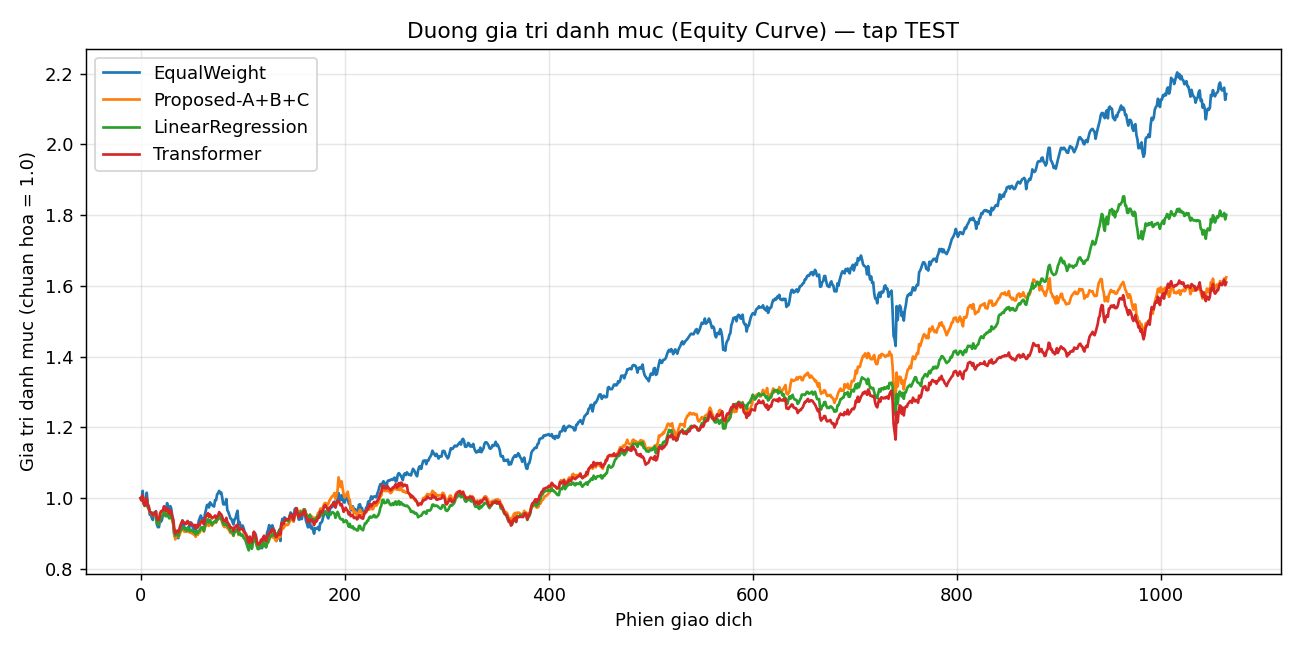 Duong gia tri danh muc (Equity Curve) — tap TEST
EqualWeight
Proposed-A+B+C
LinearRegression
Transformer
Gia tri danh muc (chuan hoa = 1.0)
2.2
2.0
1.8
1.6
1.4
1.2
1.0
0.8
0 200 400 600 800 1000
Phien giao dich